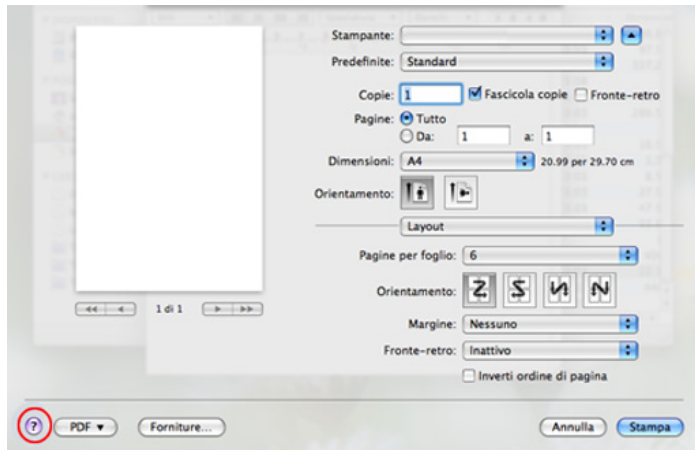 Stampante:
Predefinite: Standard
Copie: 1 Fascicola copie Fronte-retro
Pagine: Tutto
Da: 1 a: 1
Dimensioni: A4 20.99 per 29.70 cm
Orientamento:
Layout
Pagine per foglio: 6
Orientamento:
1 di 1
Margine: Nessuno
Fronte-retro: Inattivo
Inverti ordine di pagina
? PDF Forniture... Annulla Stampa